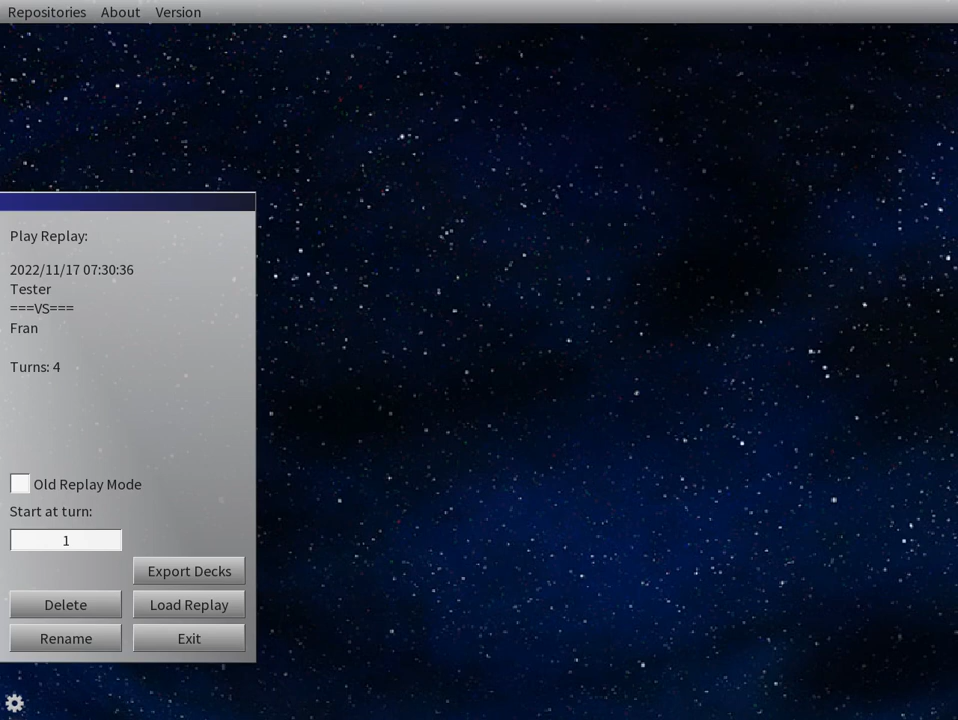 Repositories About Version
Play Replay:
2022/11/17 07:30:36
Tester
===VS===
Fran
Turns: 4
Old Replay Mode
Start at turn:
1
Export Decks
Delete Load Replay
Rename Exit